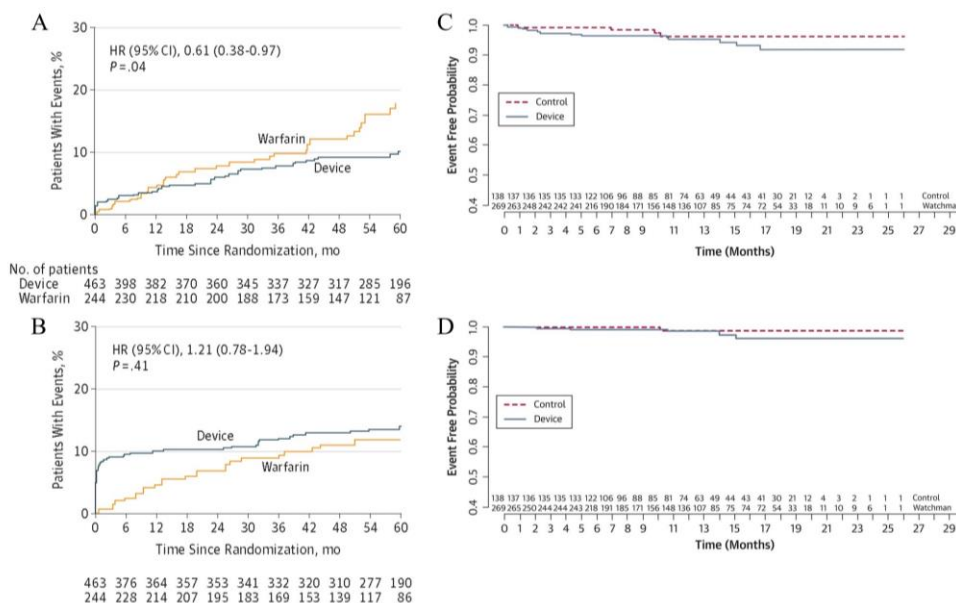 A
30
20
10
0
Patients With Events, %
HR (95% CI), 0.61 (0.38-0.97)
P = .04
Warfarin
Device
0 6 12 18 24 30 36 42 48 54 60
Time Since Randomization, mo
No. of patients
Device 463 398 382 370 360 345 337 327 317 285 196
Warfarin 244 230 218 210 200 188 173 159 147 121 87
B
30
20
10
0
Patients With Events, %
HR (95% CI), 1.21 (0.78-1.94)
P = .41
Device
Warfarin
0 6 12 18 24 30 36 42 48 54 60
Time Since Randomization, mo
463 376 364 357 353 341 332 320 310 277 190
244 228 214 207 195 183 169 153 139 117 86
C
1.0
0.9
0.8
0.7
0.6
0.5
0.4
Event Free Probability
Control
Device
138 137 136 135 135 133 122 106 96 88 85 81 74 63 49 44 43 41 30 21 12 4 3 2 1 1 1 Control
269 263 248 242 242 241 216 190 184 171 156 148 136 107 85 75 74 72 54 33 18 11 10 9 6 1 1 Watchman
0 1 2 3 4 5 6 7 8 9 11 13 15 17 19 21 23 25 27 29
Time (Months)
D
1.0
0.9
0.8
0.7
0.6
0.5
0.4
Event Free Probability
Control
Device
138 137 136 135 135 133 122 106 96 88 85 81 74 63 49 44 43 41 30 21 12 4 3 2 1 1 1 Control
269 265 250 244 244 243 218 191 185 171 156 148 136 107 85 75 74 72 54 33 18 11 10 9 6 1 1 Watchman
0 1 2 3 4 5 6 7 8 9 11 13 15 17 19 21 23 25 27 29
Time (Months)